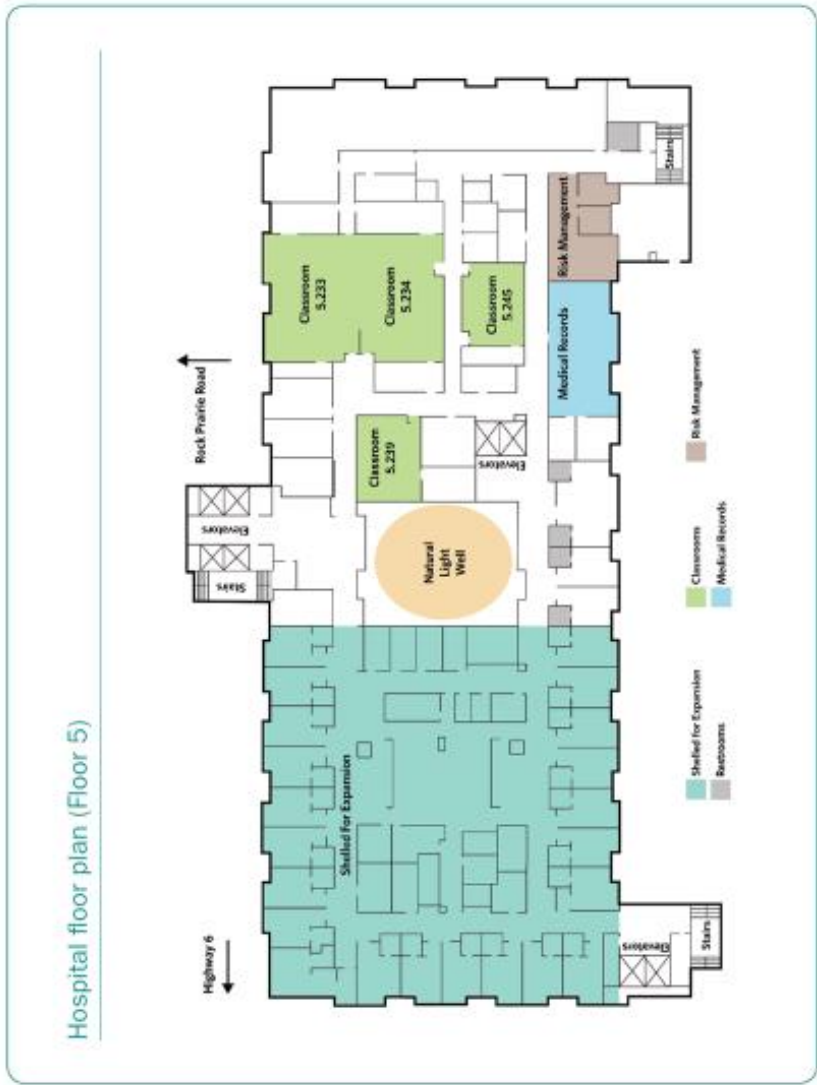 Hospital floor plan (Floor 5)
Highway 6
Rock Prairie Road
Stairs
Elevators
Classroom
5.233
Classroom
5.234
Classroom
5.239
Classroom
5.245
Natural
Light
Well
Elevators
Shelled For Expansion
Medical Records
Risk Management
Stairs
Elevators
Stairs
Shelled for Expansion
Restrooms
Classrooms
Medical Records
Risk Management